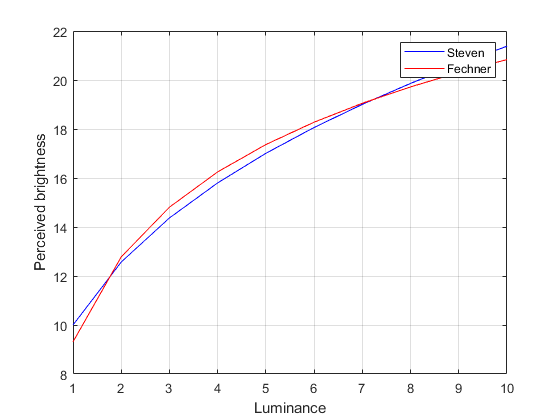 22
20
18
16
14
12
10
8
Perceived brightness
Steven
Fechner
1 2 3 4 5 6 7 8 9 10
Luminance